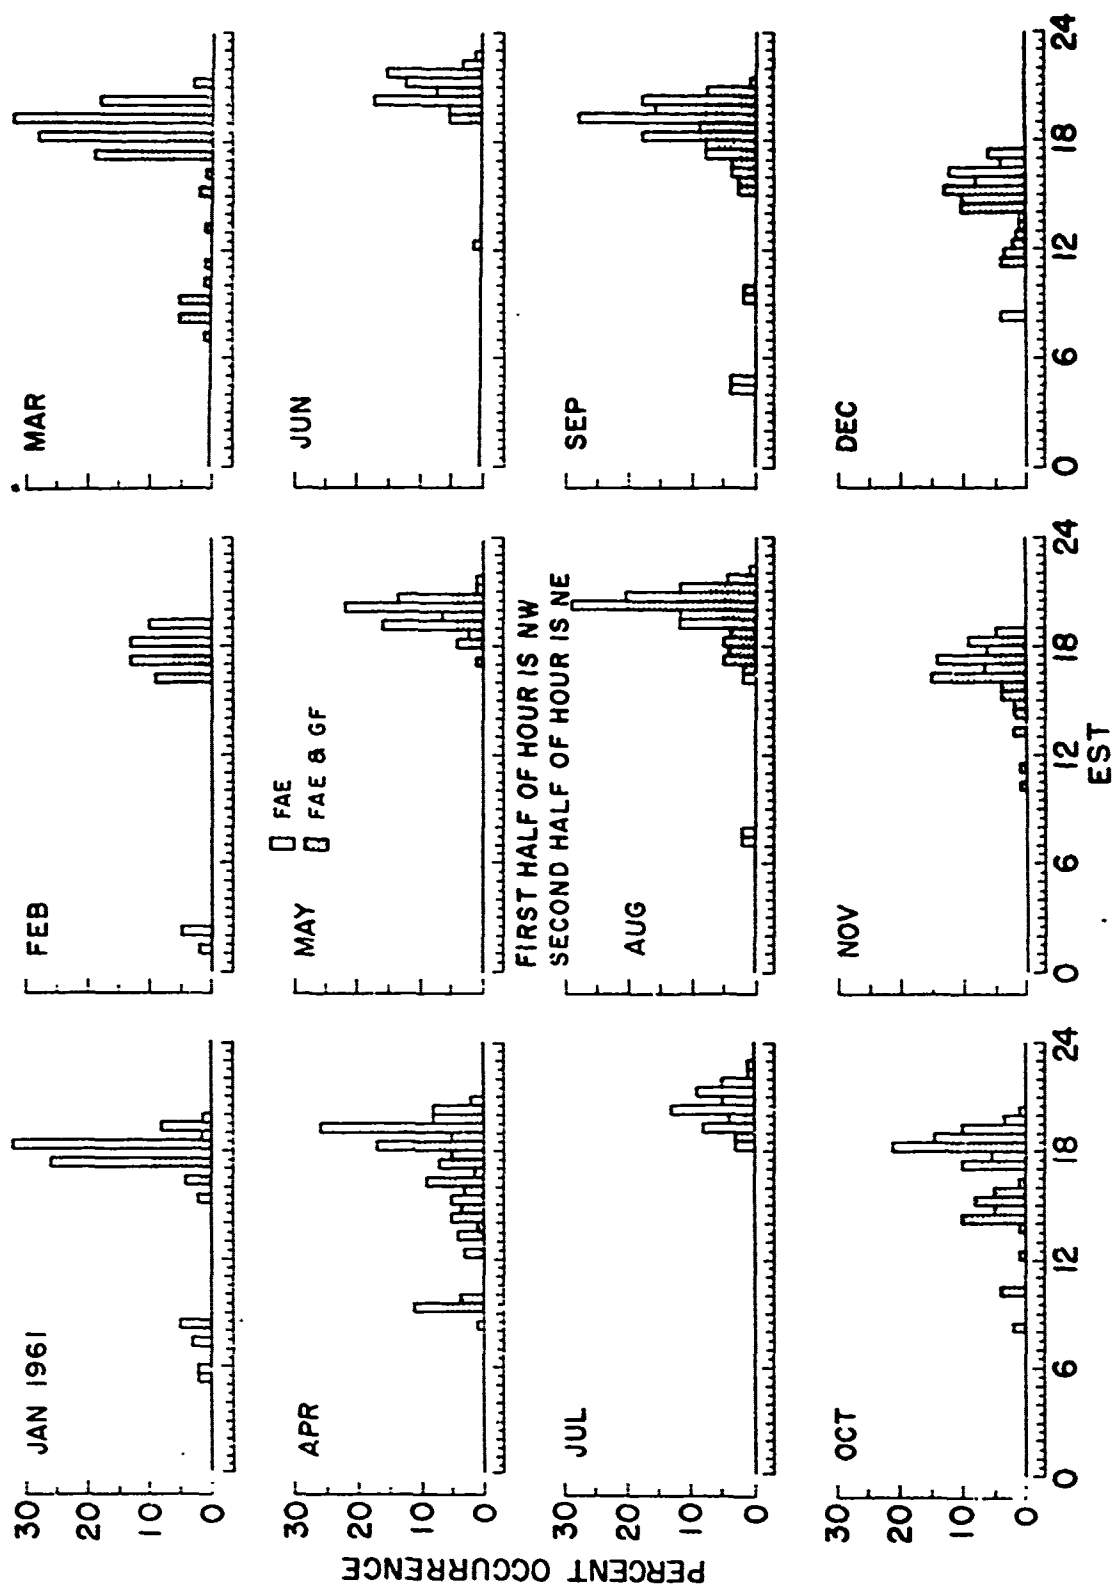 PERCENT OCCURRENCE
JAN 1961
30
20
10
0
FEB
MAR
APR
30
20
10
0
MAY
FAE
FAE & GF
JUN
FIRST HALF OF HOUR IS NW
SECOND HALF OF HOUR IS NE
JUL
30
20
10
0
AUG
SEP
OCT
30
20
10
0
0 6 12 18 24
NOV
0 6 12 18 24
DEC
0 6 12 18 24
EST